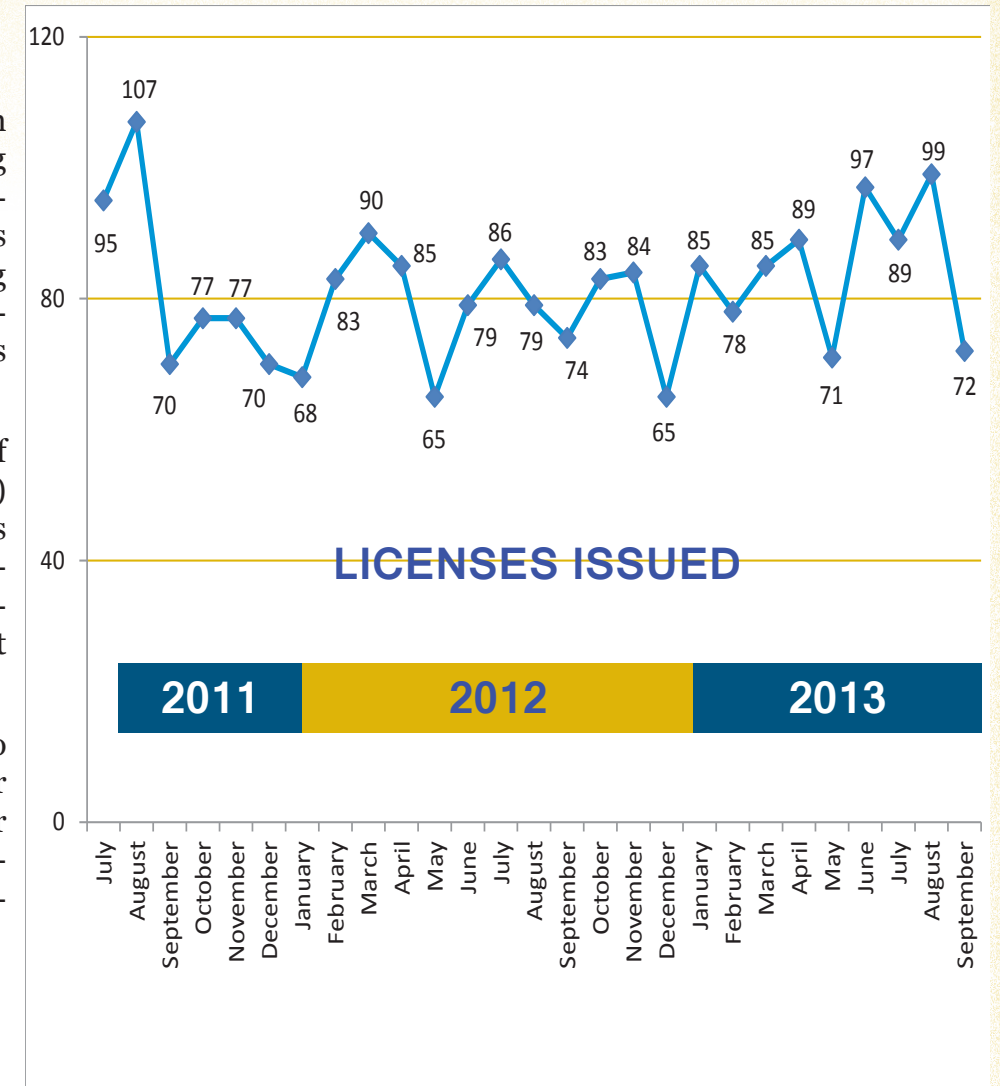 120
107
95
90
97
99
86
85
85
85
89
83
84
77 77
89
80
83
79
79
78
74
70
70
68
71
72
65
65
40
LICENSES ISSUED
2011
2012
2013
0
July
August
September
October
November
December
January
February
March
April
May
June
July
August
September
October
November
December
January
February
March
April
May
June
July
August
September